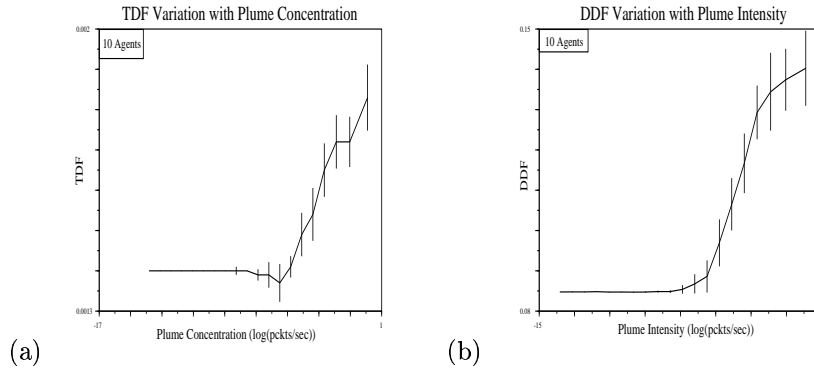 TDF Variation with Plume Concentration
0.002
10 Agents
TDF
0.0013
-17
1
Plume Concentration (log(pckts/sec))
(a)
DDF Variation with Plume Intensity
0.15
10 Agents
DDF
0.08
-15
Plume Intensity (log(pckts/sec))
(b)